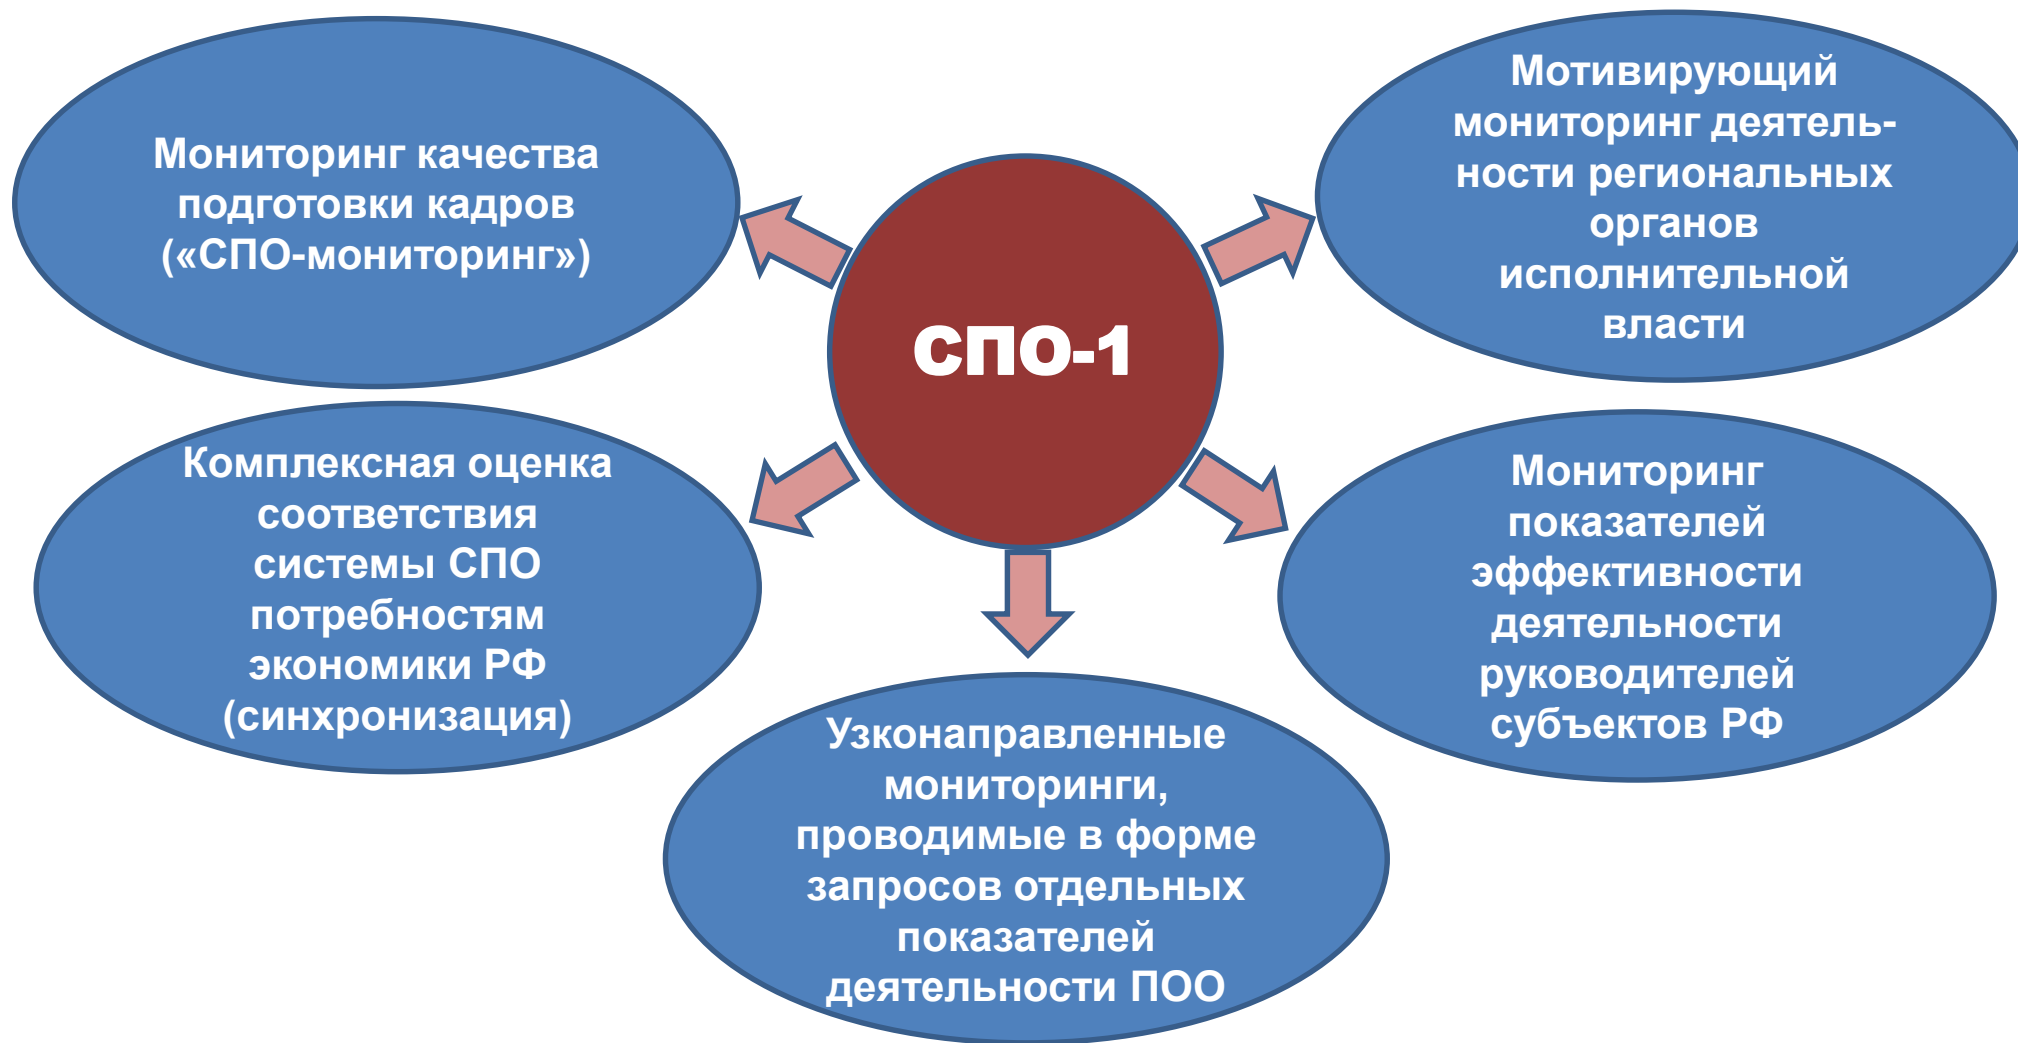 Мониторинг качества
подготовки кадров
(«СПО-мониторинг»)
Мотивирующий
мониторинг деятель-
ности региональных
органов
исполнительной
власти
СПО-1
Комплексная оценка
соответствия
системы СПО
потребностям
экономики РФ
(синхронизация)
Мониторинг
показателей
эффективности
деятельности
руководителей
субъектов РФ
Узконаправленные
мониторинги,
проводимые в форме
запросов отдельных
показателей
деятельности ПОО